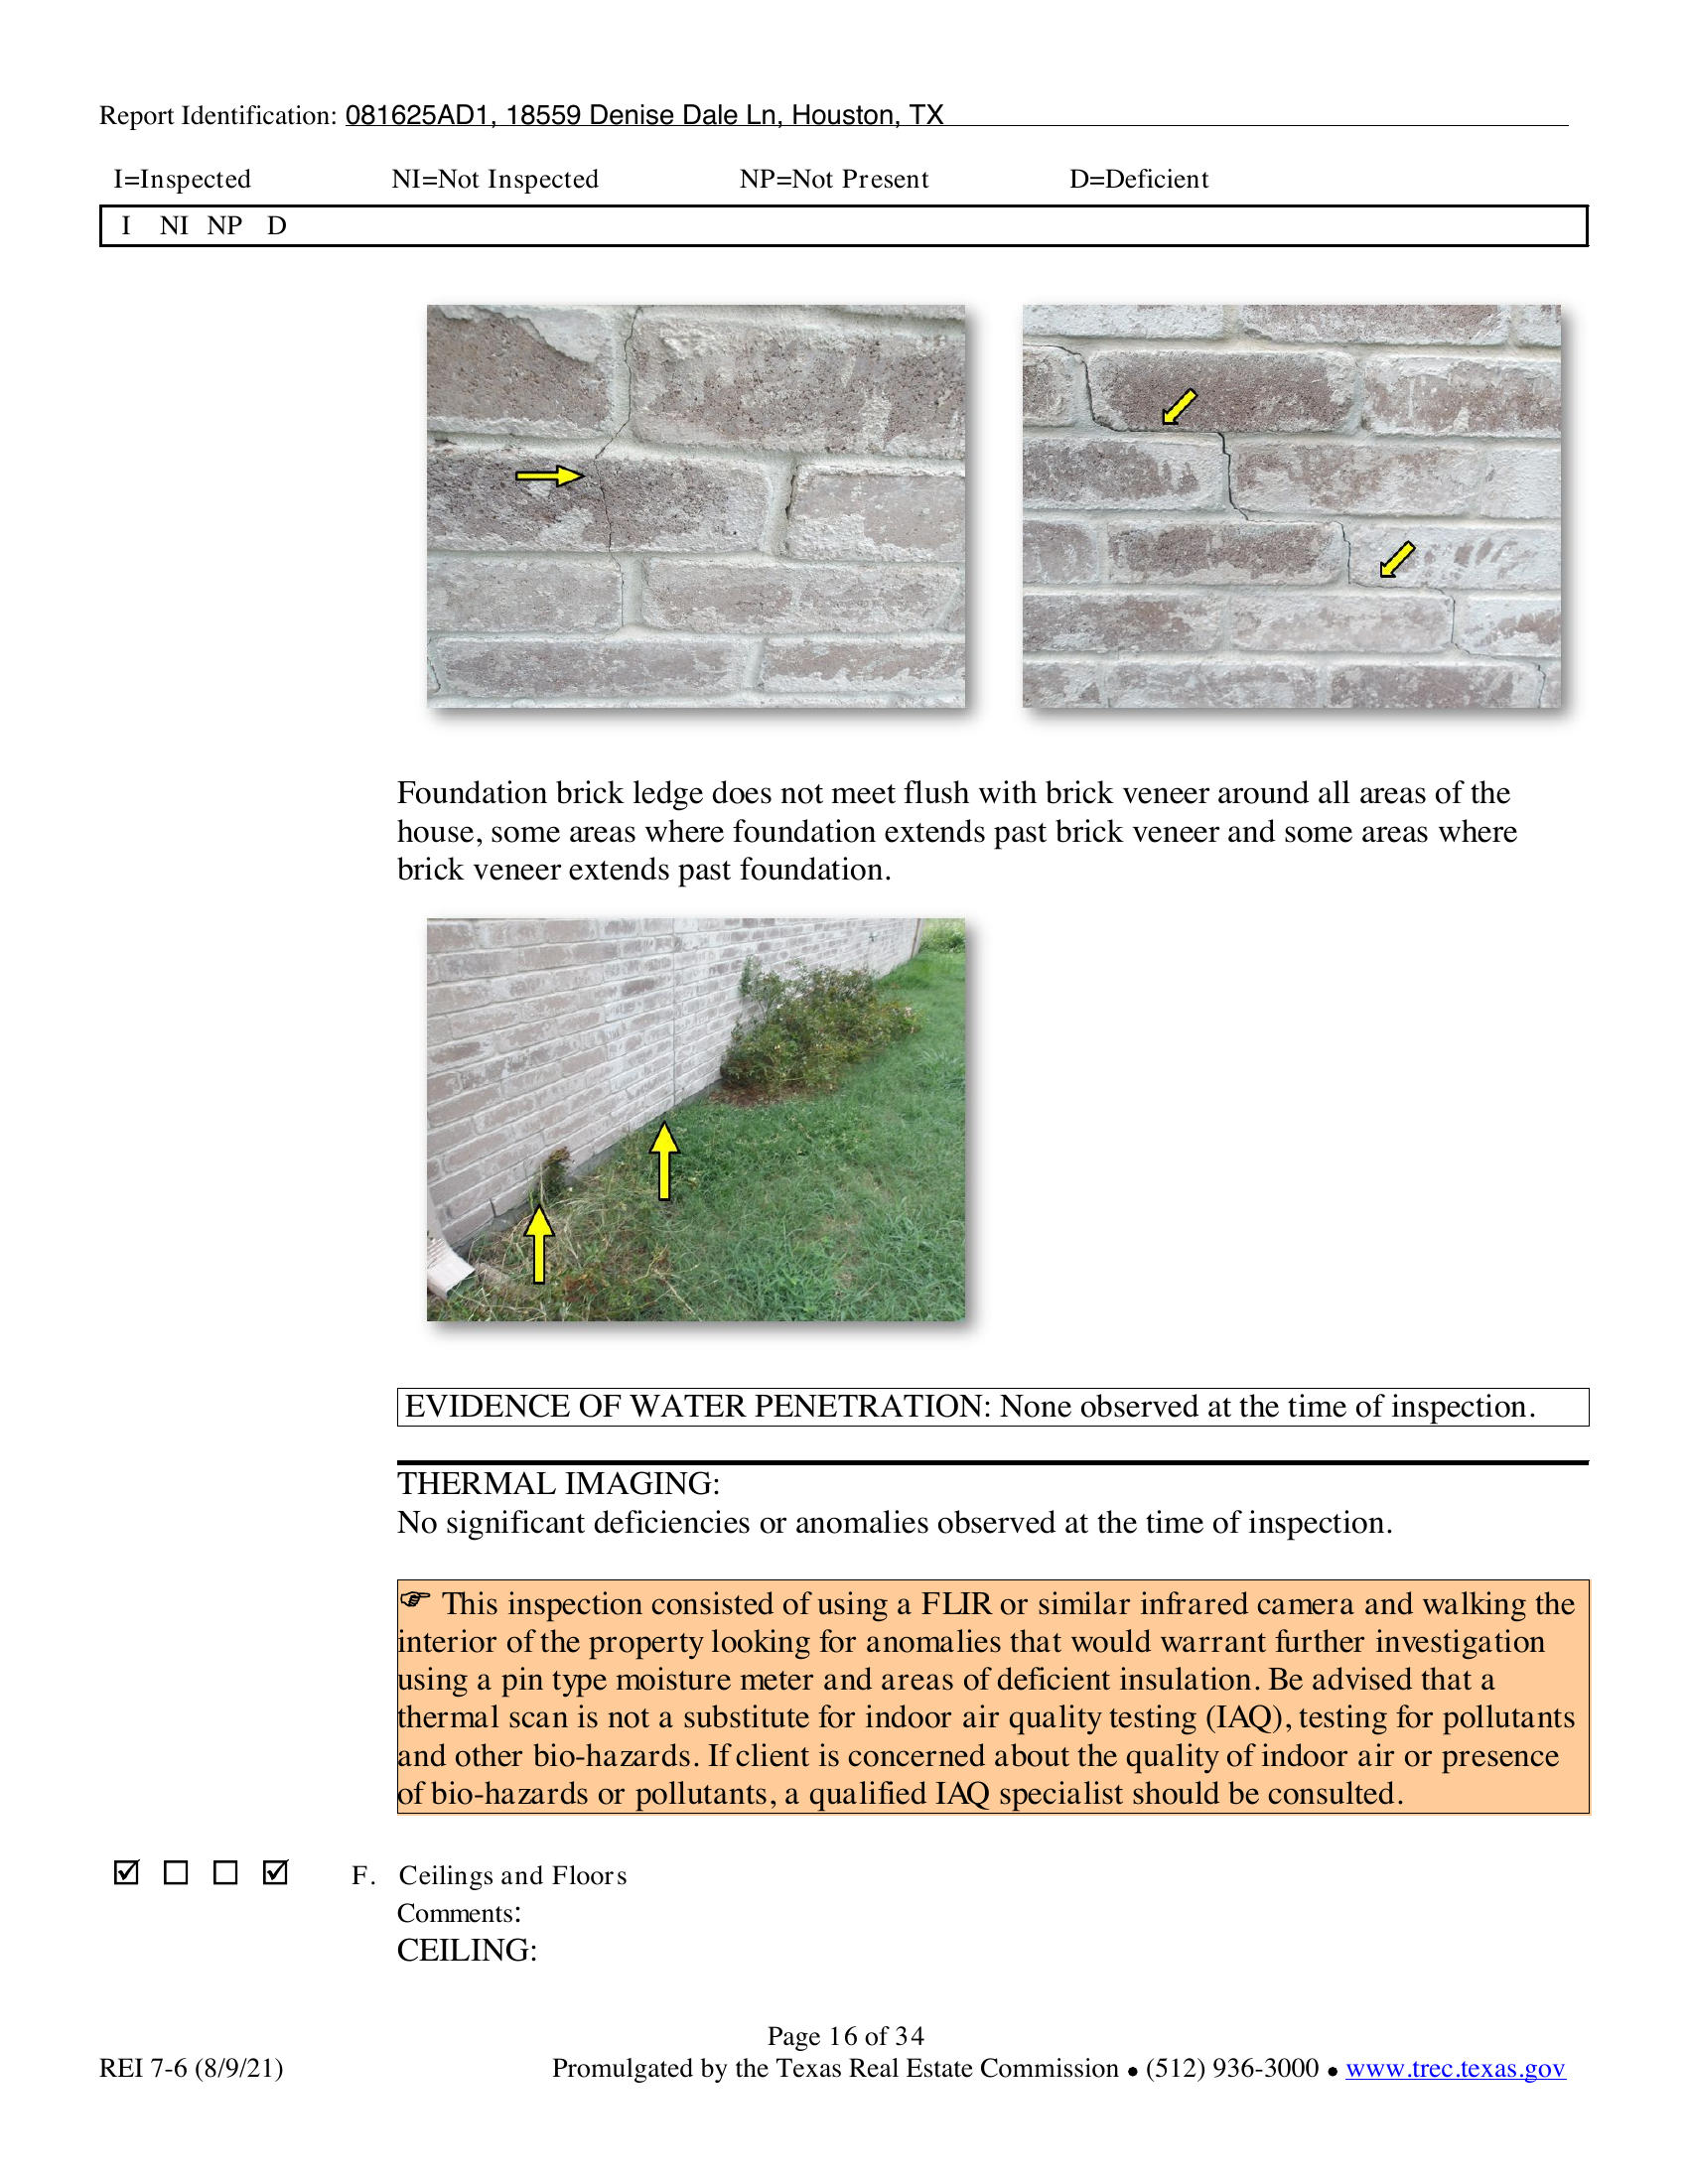 Report Identification: 081625AD1, 18559 Denise Dale Ln, Houston, TX
I=Inspected NI=Not Inspected NP=Not Present D=Deficient
I NI NP D
Foundation brick ledge does not meet flush with brick veneer around all areas of the
house, some areas where foundation extends past brick veneer and some areas where
brick veneer extends past foundation.
EVIDENCE OF WATER PENETRATION: None observed at the time of inspection.
THERMAL IMAGING:
No significant deficiencies or anomalies observed at the time of inspection.
☞ This inspection consisted of using a FLIR or similar infrared camera and walking the
interior of the property looking for anomalies that would warrant further investigation
using a pin type moisture meter and areas of deficient insulation. Be advised that a
thermal scan is not a substitute for indoor air quality testing (IAQ), testing for pollutants
and other bio-hazards. If client is concerned about the quality of indoor air or presence
of bio-hazards or pollutants, a qualified IAQ specialist should be consulted.
☑ ☐ ☐ ☑ F. Ceilings and Floors
Comments:
CEILING:
Page 16 of 34
REI 7-6 (8/9/21) Promulgated by the Texas Real Estate Commission ● (512) 936-3000 ● www.trec.texas.gov